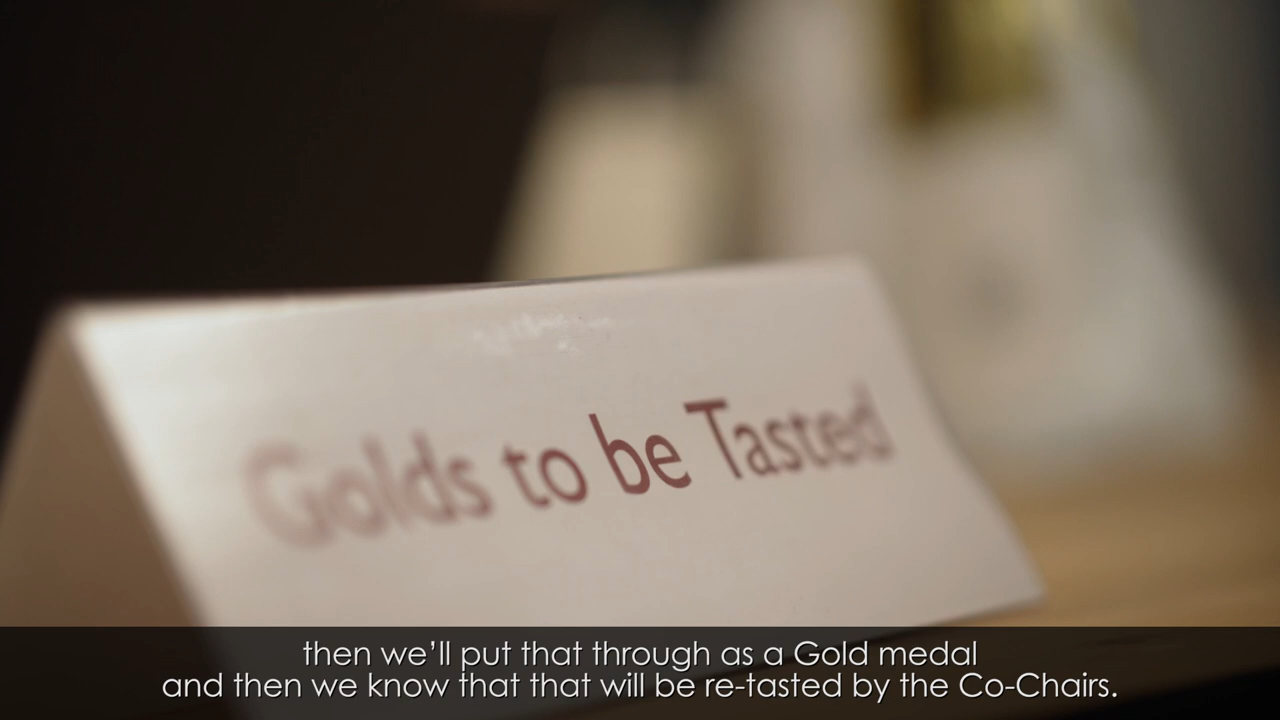 Golds to be Tasted
then we’ll put that through as a Gold medal
and then we know that that will be re-tasted by the Co-Chairs.